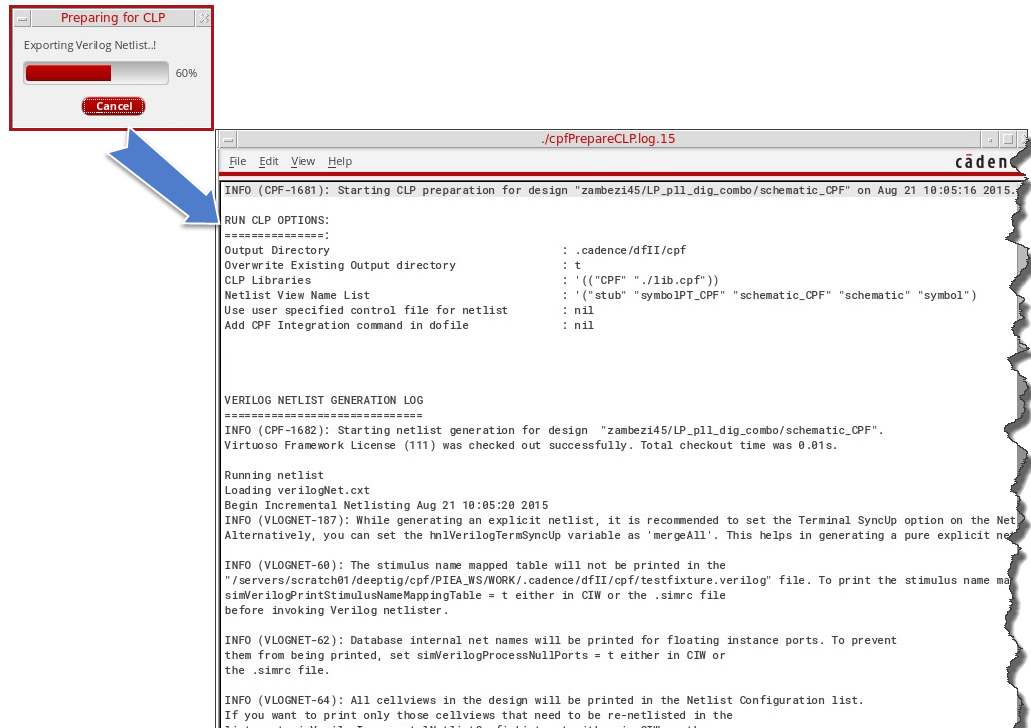 Preparing for CLP
Exporting Verilog Netlist..!
60%
Cancel
./cpfPrepareCLP.log.15
File Edit View Help
INFO (CPF-1681): Starting CLP preparation for design "zambezi45/LP_pll_dig_combo/schematic_CPF" on Aug 21 10:05:16 2015.
RUN CLP OPTIONS:
===============:
Output Directory : .cadence/dfII/cpf
Overwrite Existing Output directory : t
CLP Libraries : '(("CPF" "./lib.cpf"))
Netlist View Name List : '("stub" "symbolPT_CPF" "schematic_CPF" "schematic" "symbol")
Use user specified control file for netlist : nil
Add CPF Integration command in dofile : nil
VERILOG NETLIST GENERATION LOG
==============================
INFO (CPF-1682): Starting netlist generation for design "zambezi45/LP_pll_dig_combo/schematic_CPF".
Virtuoso Framework License (111) was checked out successfully. Total checkout time was 0.01s.
Running netlist
Loading verilogNet.cxt
Begin Incremental Netlisting Aug 21 10:05:20 2015
INFO (VLOGNET-187): While generating an explicit netlist, it is recommended to set the Terminal SyncUp option on the Net
Alternatively, you can set the hnlVerilogTermSyncUp variable as 'mergeAll'. This helps in generating a pure explicit ne
INFO (VLOGNET-60): The stimulus name mapped table will not be printed in the
"/servers/scratch01/deeptig/cpf/PIEA_WS/WORK/.cadence/dfII/cpf/testfixture.verilog" file. To print the stimulus name ma
simVerilogPrintStimulusNameMappingTable = t either in CIW or the .simrc file
before invoking Verilog netlister.
INFO (VLOGNET-62): Database internal net names will be printed for floating instance ports. To prevent
them from being printed, set simVerilogProcessNullPorts = t either in CIW or
the .simrc file.
INFO (VLOGNET-64): All cellviews in the design will be printed in the Netlist Configuration list.
If you want to print only those cellviews that need to be re-netlisted in the